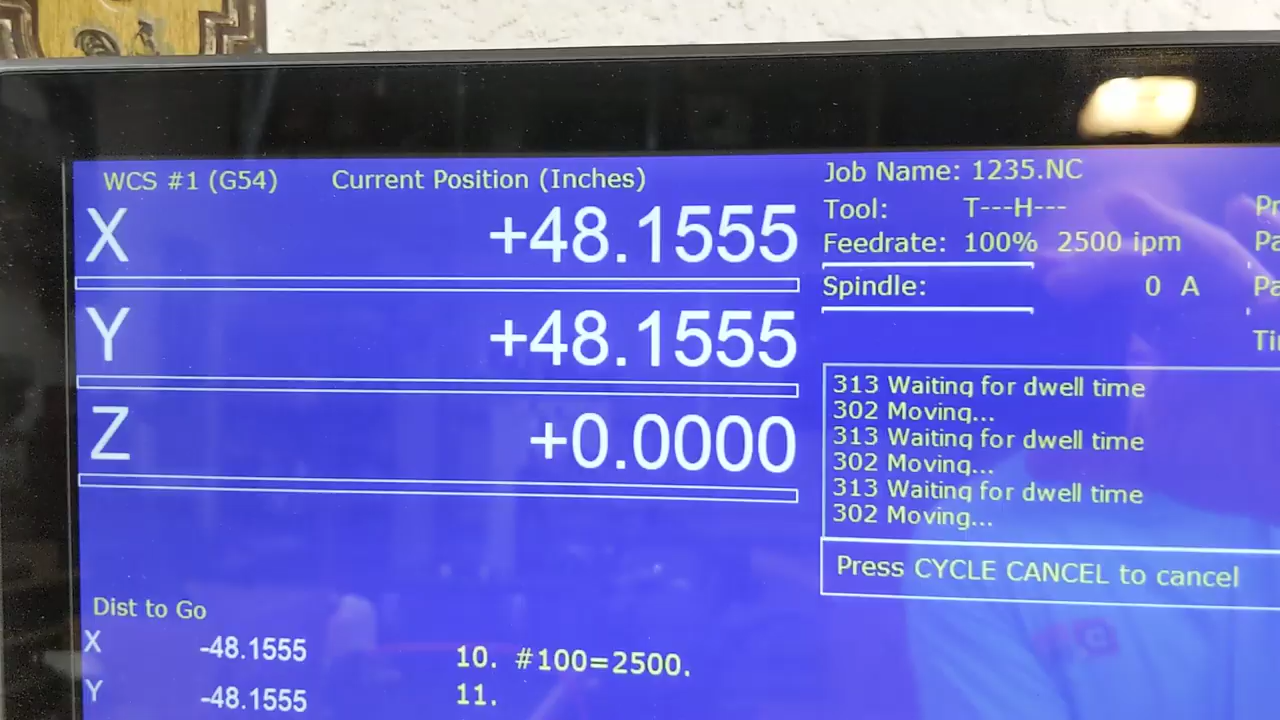 WCS #1 (G54) Current Position (Inches)
X +48.1555
Y +48.1555
Z +0.0000
Dist to Go
X -48.1555
Y -48.1555
10. #100=2500.
11.
Job Name: 1235.NC
Tool: T---H---
Feedrate: 100% 2500 ipm
Spindle: 0 A
313 Waiting for dwell time
302 Moving...
313 Waiting for dwell time
302 Moving...
313 Waiting for dwell time
302 Moving...
Press CYCLE CANCEL to cancel